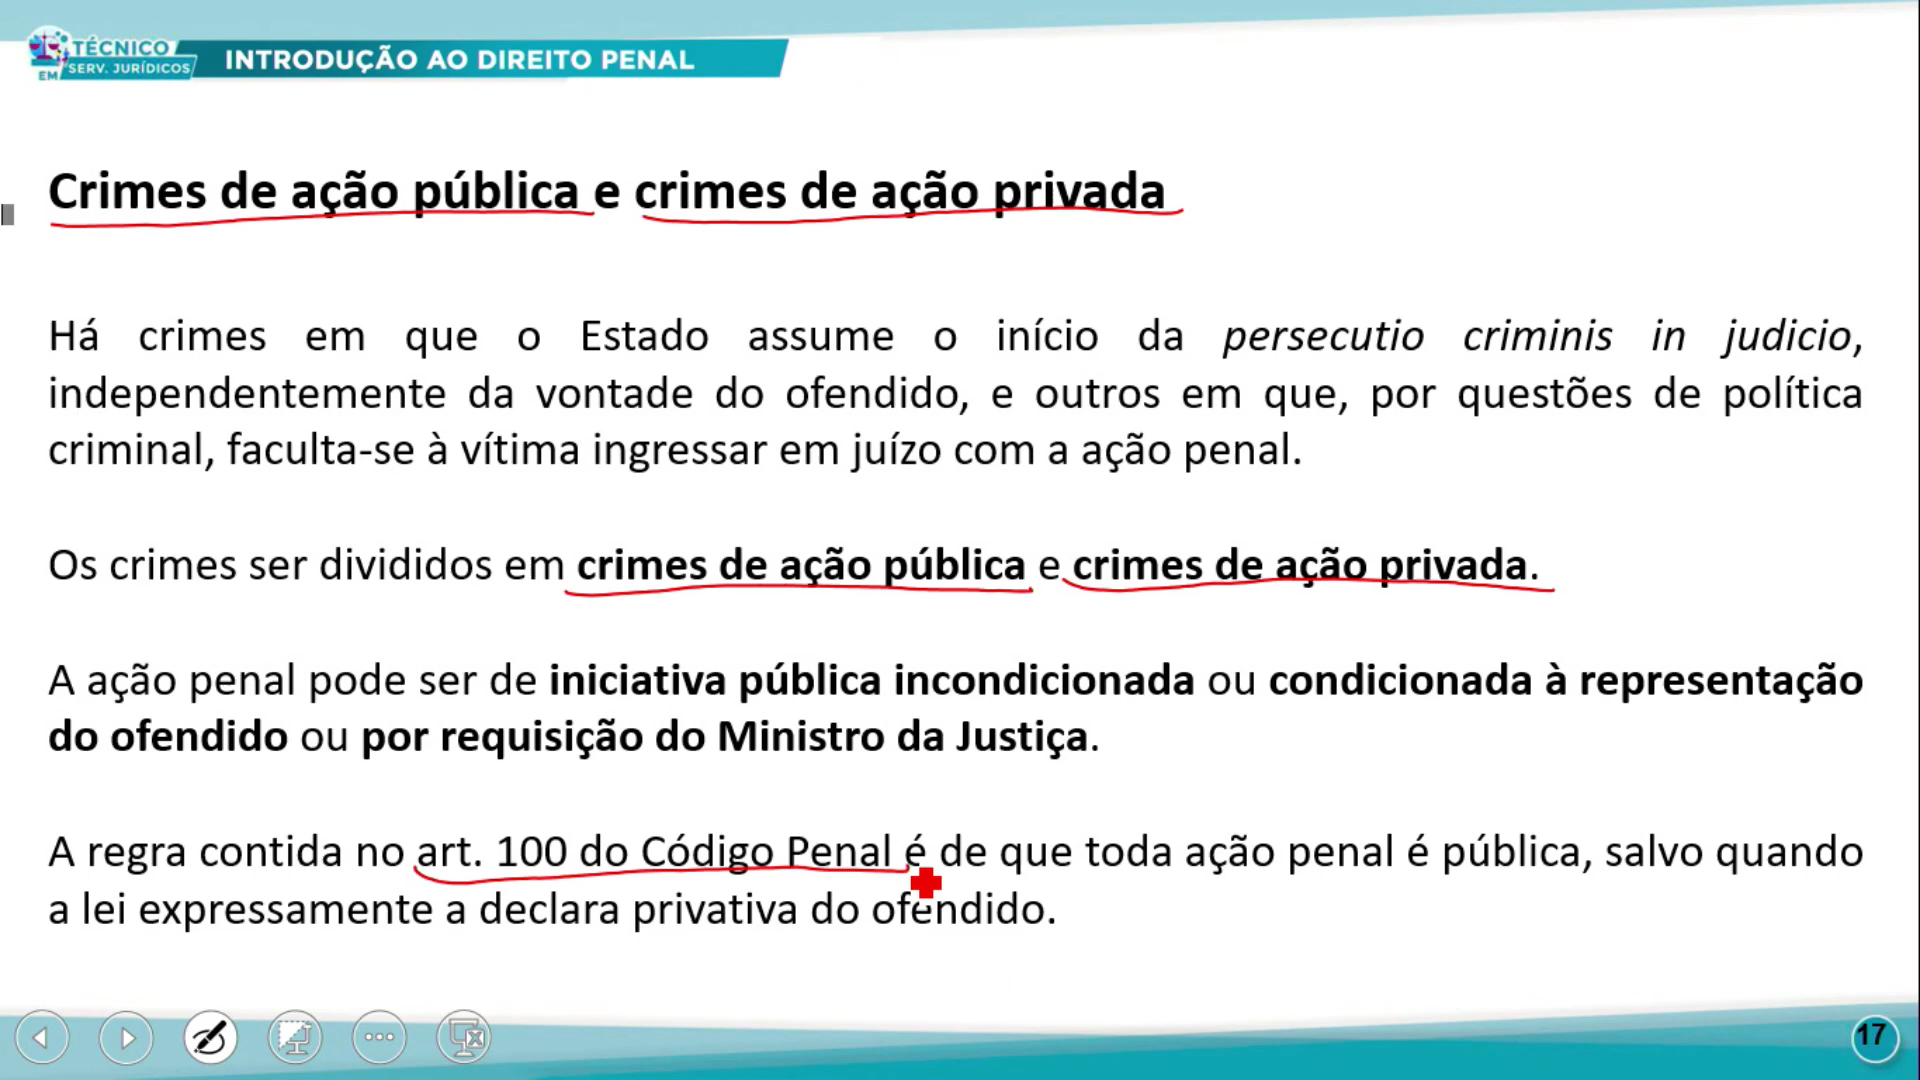 TÉCNICO
EM SERV. JURÍDICOS
INTRODUÇÃO AO DIREITO PENAL
Crimes de ação pública e crimes de ação privada
Há crimes em que o Estado assume o início da persecutio criminis in judicio,
independentemente da vontade do ofendido, e outros em que, por questões de política
criminal, faculta-se à vítima ingressar em juízo com a ação penal.
Os crimes ser divididos em crimes de ação pública e crimes de ação privada.
A ação penal pode ser de iniciativa pública incondicionada ou condicionada à representação
do ofendido ou por requisição do Ministro da Justiça.
A regra contida no art. 100 do Código Penal é de que toda ação penal é pública, salvo quando
a lei expressamente a declara privativa do ofendido.
17